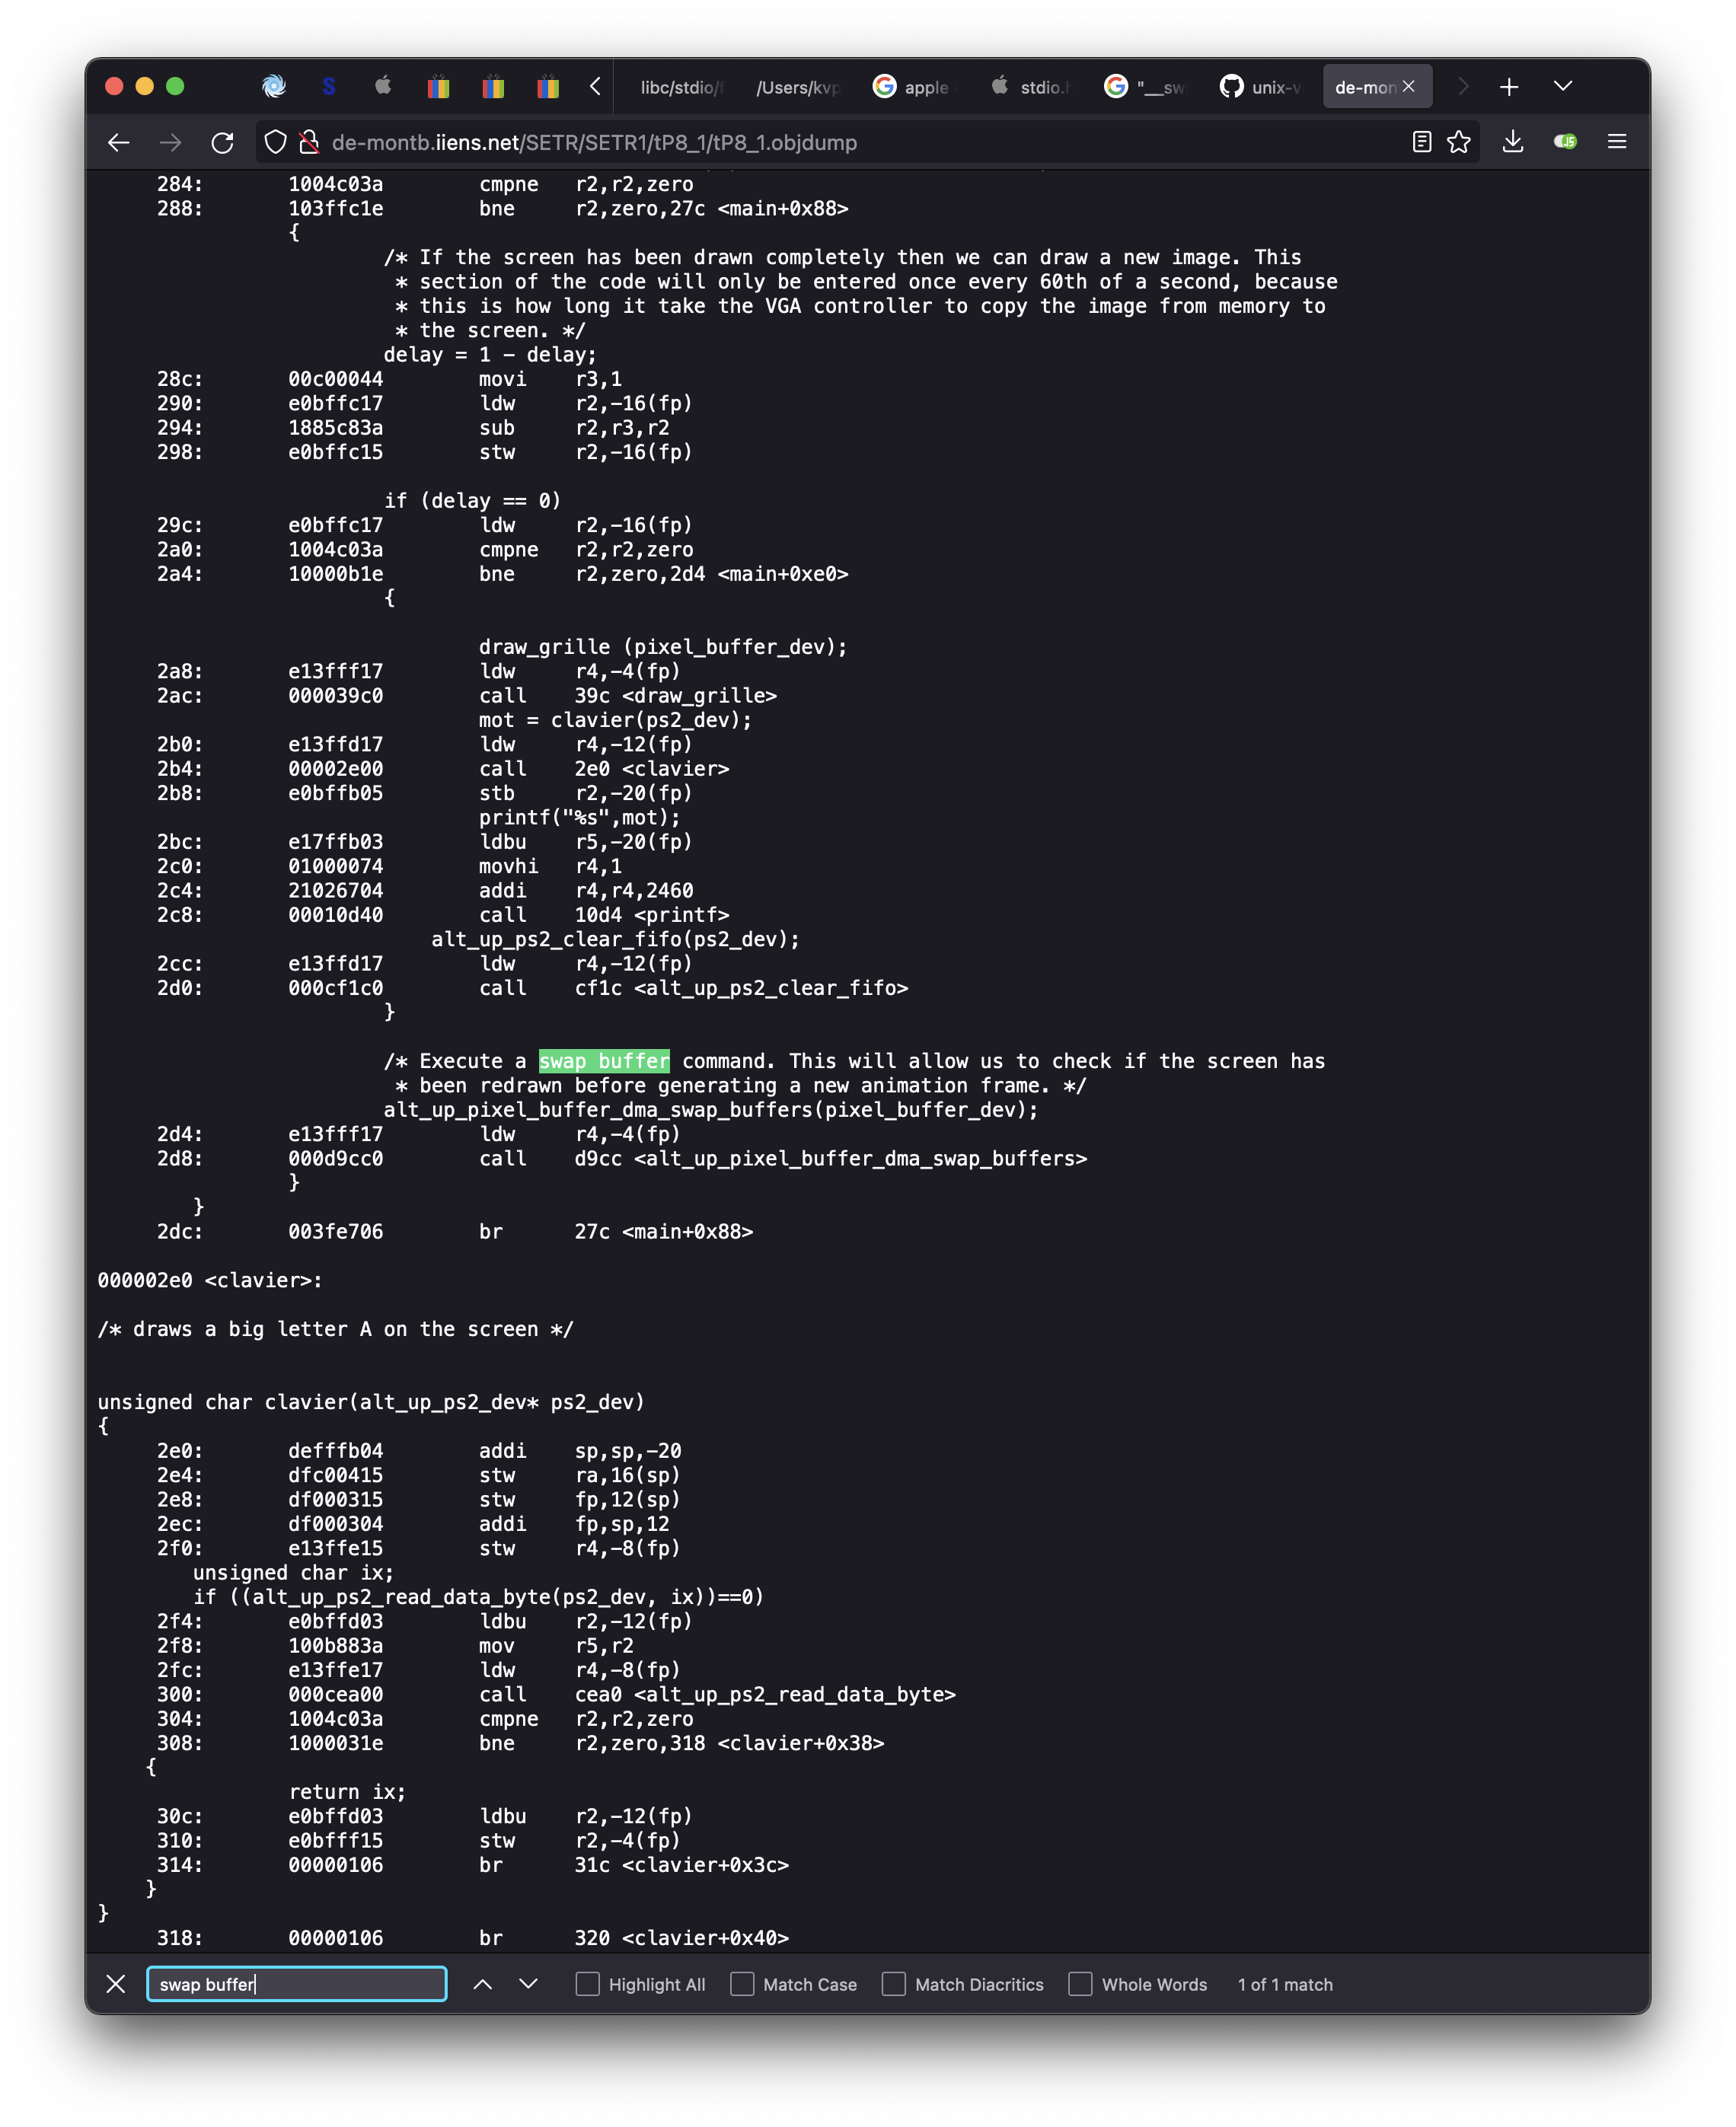 S libc/stdio/f /Users/kvp apple stdio.h "__sw unix-v de-mon
de-montb.iiens.net/SETR/SETR1/tP8_1/tP8_1.objdump
284: 1004c03a cmpne r2,r2,zero
288: 103ffc1e bne r2,zero,27c <main+0x88>
{
/* If the screen has been drawn completely then we can draw a new image. This
* section of the code will only be entered once every 60th of a second, because
* this is how long it take the VGA controller to copy the image from memory to
* the screen. */
delay = 1 - delay;
28c: 00c00044 movi r3,1
290: e0bffc17 ldw r2,-16(fp)
294: 1885c83a sub r2,r3,r2
298: e0bffc15 stw r2,-16(fp)
if (delay == 0)
29c: e0bffc17 ldw r2,-16(fp)
2a0: 1004c03a cmpne r2,r2,zero
2a4: 10000b1e bne r2,zero,2d4 <main+0xe0>
{
draw_grille (pixel_buffer_dev);
2a8: e13fff17 ldw r4,-4(fp)
2ac: 000039c0 call 39c <draw_grille>
mot = clavier(ps2_dev);
2b0: e13ffd17 ldw r4,-12(fp)
2b4: 00002e00 call 2e0 <clavier>
2b8: e0bffb05 stb r2,-20(fp)
printf("%s",mot);
2bc: e17ffb03 ldbu r5,-20(fp)
2c0: 01000074 movhi r4,1
2c4: 21026704 addi r4,r4,2460
2c8: 00010d40 call 10d4 <printf>
alt_up_ps2_clear_fifo(ps2_dev);
2cc: e13ffd17 ldw r4,-12(fp)
2d0: 000cf1c0 call cf1c <alt_up_ps2_clear_fifo>
}
/* Execute a swap buffer command. This will allow us to check if the screen has
* been redrawn before generating a new animation frame. */
alt_up_pixel_buffer_dma_swap_buffers(pixel_buffer_dev);
2d4: e13fff17 ldw r4,-4(fp)
2d8: 000d9cc0 call d9cc <alt_up_pixel_buffer_dma_swap_buffers>
}
}
2dc: 003fe706 br 27c <main+0x88>
000002e0 <clavier>:
/* draws a big letter A on the screen */
unsigned char clavier(alt_up_ps2_dev* ps2_dev)
{
2e0: defffb04 addi sp,sp,-20
2e4: dfc00415 stw ra,16(sp)
2e8: df000315 stw fp,12(sp)
2ec: df000304 addi fp,sp,12
2f0: e13ffe15 stw r4,-8(fp)
unsigned char ix;
if ((alt_up_ps2_read_data_byte(ps2_dev, ix))==0)
2f4: e0bffd03 ldbu r2,-12(fp)
2f8: 100b883a mov r5,r2
2fc: e13ffe17 ldw r4,-8(fp)
300: 000cea00 call cea0 <alt_up_ps2_read_data_byte>
304: 1004c03a cmpne r2,r2,zero
308: 1000031e bne r2,zero,318 <clavier+0x38>
{
return ix;
30c: e0bffd03 ldbu r2,-12(fp)
310: e0bfff15 stw r2,-4(fp)
314: 00000106 br 31c <clavier+0x3c>
}
}
318: 00000106 br 320 <clavier+0x40>
swap buffer Highlight All Match Case Match Diacritics Whole Words 1 of 1 match